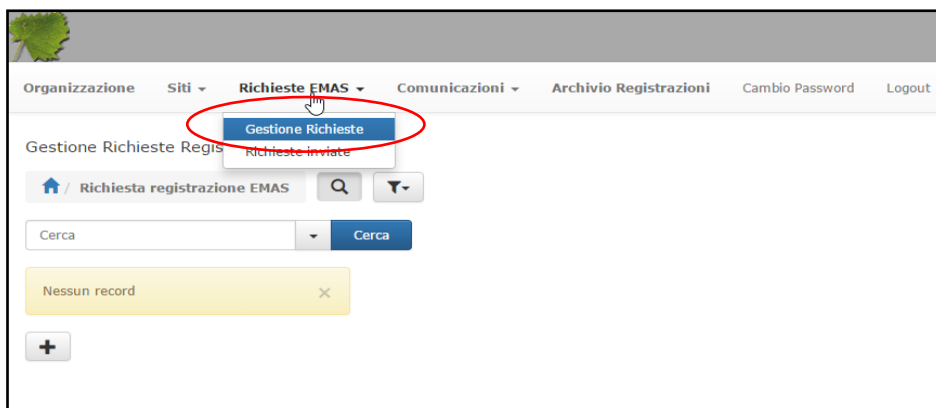 Organizzazione Siti Richieste EMAS Comunicazioni Archivio Registrazioni Cambio Password Logout
Gestione Richieste
Richieste inviate
Gestione Richieste Regis
/ Richiesta registrazione EMAS
Cerca Cerca
Nessun record ×